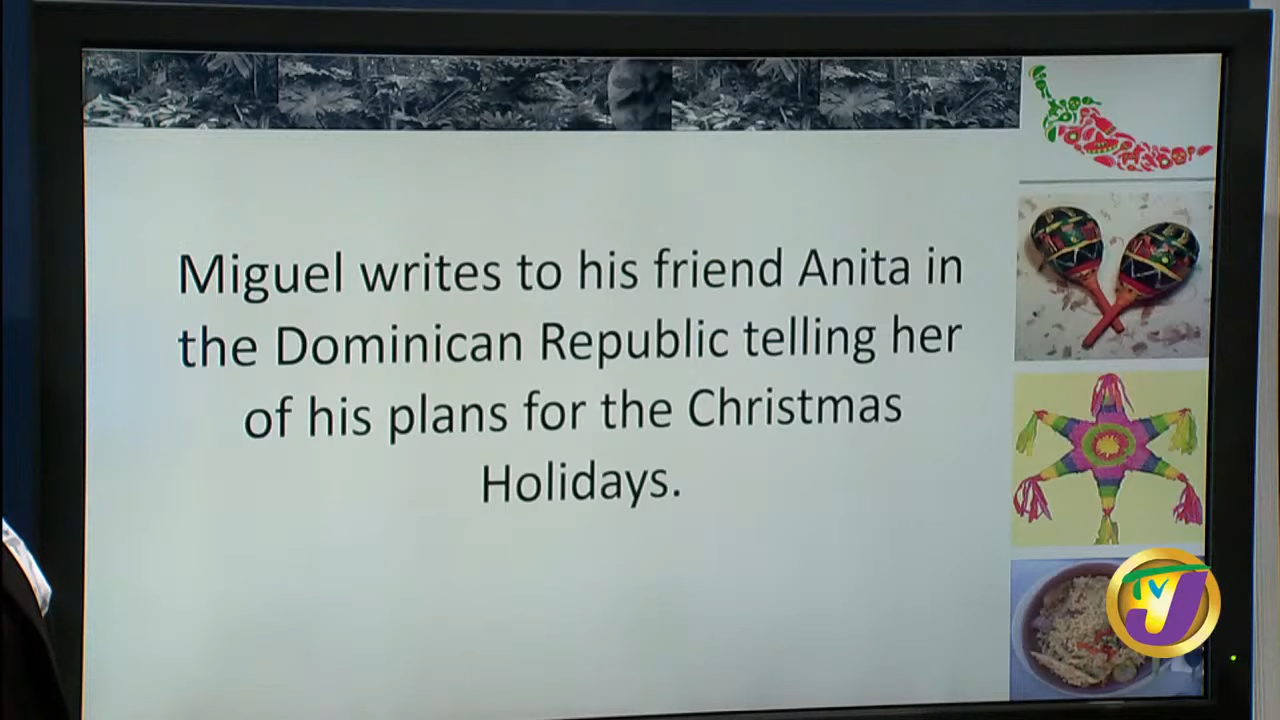 Miguel writes to his friend Anita in
the Dominican Republic telling her
of his plans for the Christmas
Holidays.
TVJ